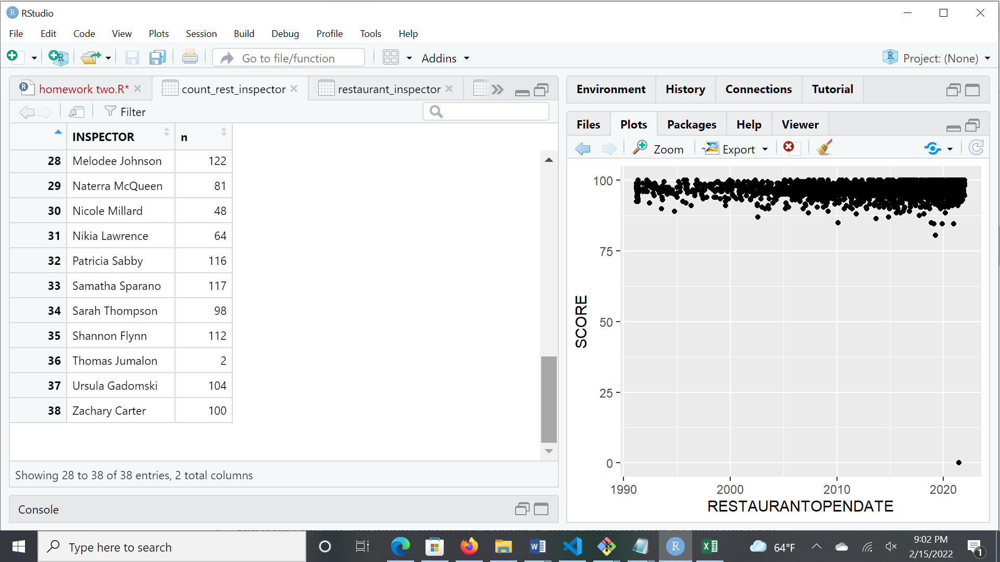 RStudio
File Edit Code View Plots Session Build Debug Profile Tools Help
Go to file/function Addins Project: (None)
homework two.R* count_rest_inspector restaurant_inspector
Filter
INSPECTOR n
28 Melodee Johnson 122
29 Naterra McQueen 81
30 Nicole Millard 48
31 Nikia Lawrence 64
32 Patricia Sabby 116
33 Samatha Sparano 117
34 Sarah Thompson 98
35 Shannon Flynn 112
36 Thomas Jumalon 2
37 Ursula Gadomski 104
38 Zachary Carter 100
Showing 28 to 38 of 38 entries, 2 total columns
Console
Environment History Connections Tutorial
Files Plots Packages Help Viewer
Zoom Export
100
75
50
25
0
SCORE
1990 2000 2010 2020
RESTAURANTOPENDATE
Type here to search
64°F
9:02 PM
2/15/2022
1